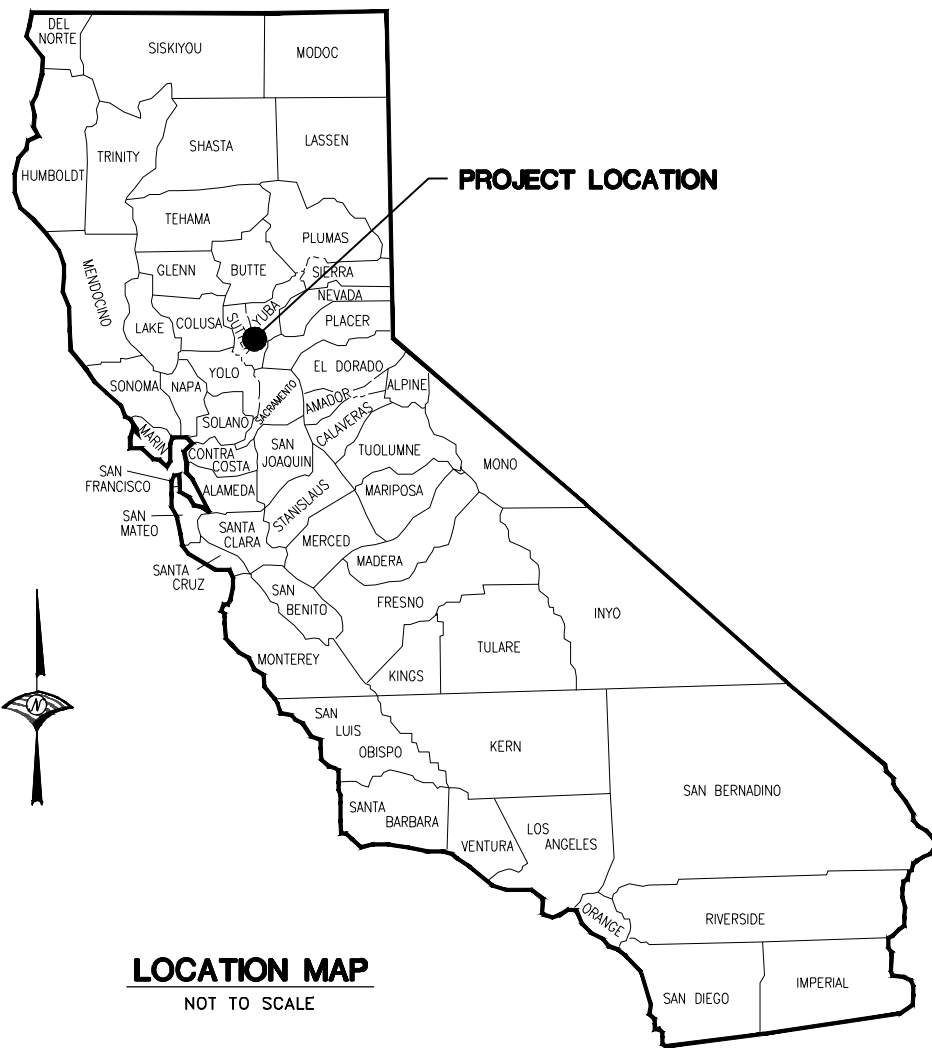 DEL
NORTE
SISKIYOU
MODOC
HUMBOLDT
TRINITY
SHASTA
LASSEN
PROJECT LOCATION
TEHAMA
PLUMAS
MENDOCINO
GLENN
BUTTE
SIERRA
NEVADA
YUBA
LAKE
COLUSA
PLACER
YOLO
EL DORADO
SONOMA
NAPA
SACRAMENTO
AMADOR
ALPINE
SOLANO
CALAVERAS
MARIN
CONTRA
COSTA
SAN
JOAQUIN
TUOLUMNE
MONO
SAN
FRANCISCO
ALAMEDA
STANISLAUS
MARIPOSA
SAN
MATEO
SANTA
CLARA
MERCED
MADERA
SANTA
CRUZ
SAN
BENITO
FRESNO
INYO
N
MONTEREY
KINGS
TULARE
SAN
LUIS
OBISPO
KERN
SAN BERNADINO
SANTA
BARBARA
VENTURA
LOS
ANGELES
ORANGE
RIVERSIDE
LOCATION MAP
NOT TO SCALE
SAN DIEGO
IMPERIAL